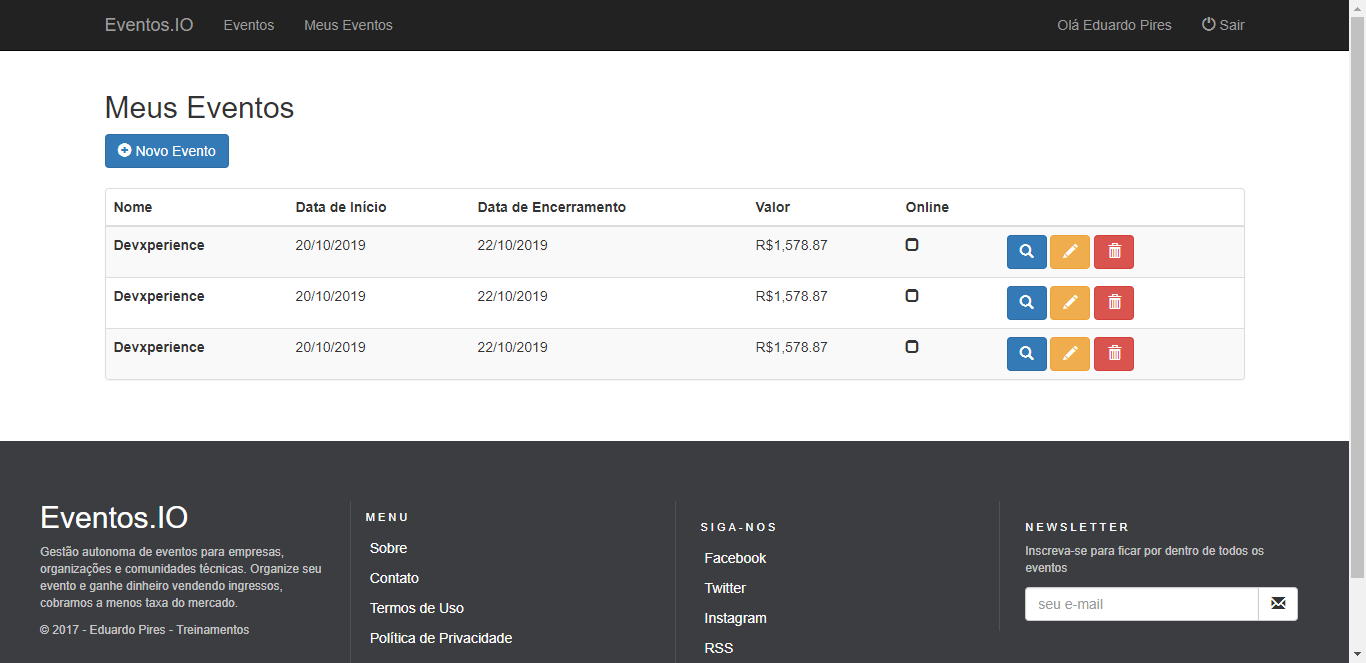 Eventos.IO Eventos Meus Eventos Olá Eduardo Pires Sair
Meus Eventos
Novo Evento
Nome Data de Início Data de Encerramento Valor Online
Devxperience 20/10/2019 22/10/2019 R$1,578.87
Devxperience 20/10/2019 22/10/2019 R$1,578.87
Devxperience 20/10/2019 22/10/2019 R$1,578.87
Eventos.IO
Gestão autonoma de eventos para empresas,
organizações e comunidades técnicas. Organize seu
evento e ganhe dinheiro vendendo ingressos,
cobramos a menos taxa do mercado.
© 2017 - Eduardo Pires - Treinamentos
MENU
Sobre
Contato
Termos de Uso
Política de Privacidade
SIGA-NOS
Facebook
Twitter
Instagram
RSS
NEWSLETTER
Inscreva-se para ficar por dentro de todos os
eventos
seu e-mail